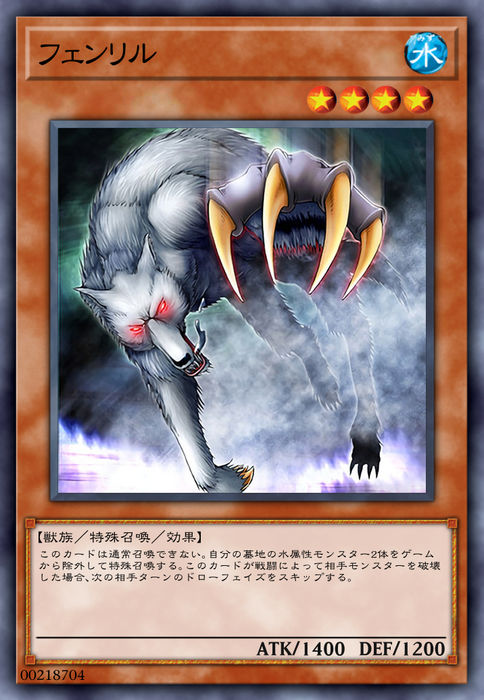 フェンリル
みず
水
【獣族／特殊召喚／効果】
このカードは通常召喚できない。自分の墓地の水属性モンスター2体をゲーム
から除外して特殊召喚する。このカードが戦闘によって相手モンスターを破壊
した場合、次の相手ターンのドローフェイズをスキップする。
ATK/1400 DEF/1200
00218704